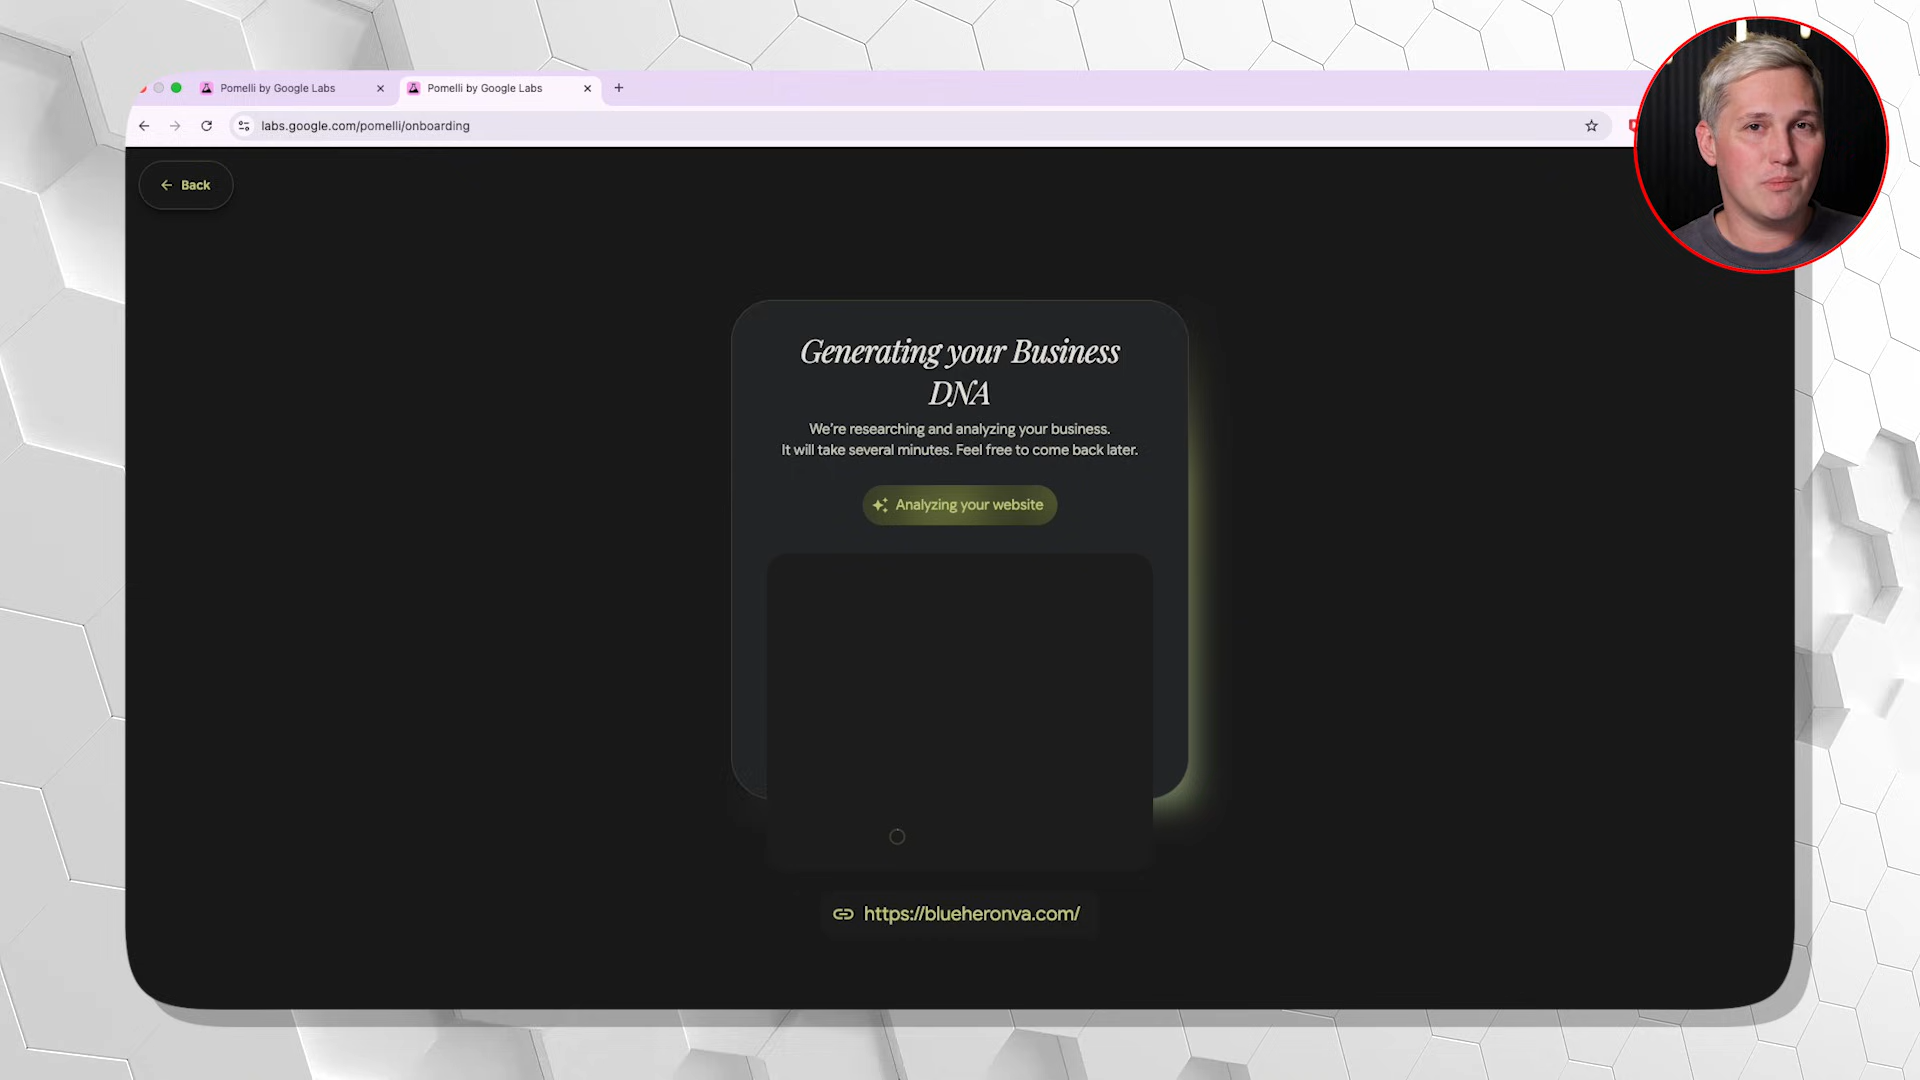 Pomelli by Google Labs
Pomelli by Google Labs
labs.google.com/pomelli/onboarding
Back
Generating your Business
DNA
We're researching and analyzing your business.
It will take several minutes. Feel free to come back later.
Analyzing your website
https://blueheronva.com/